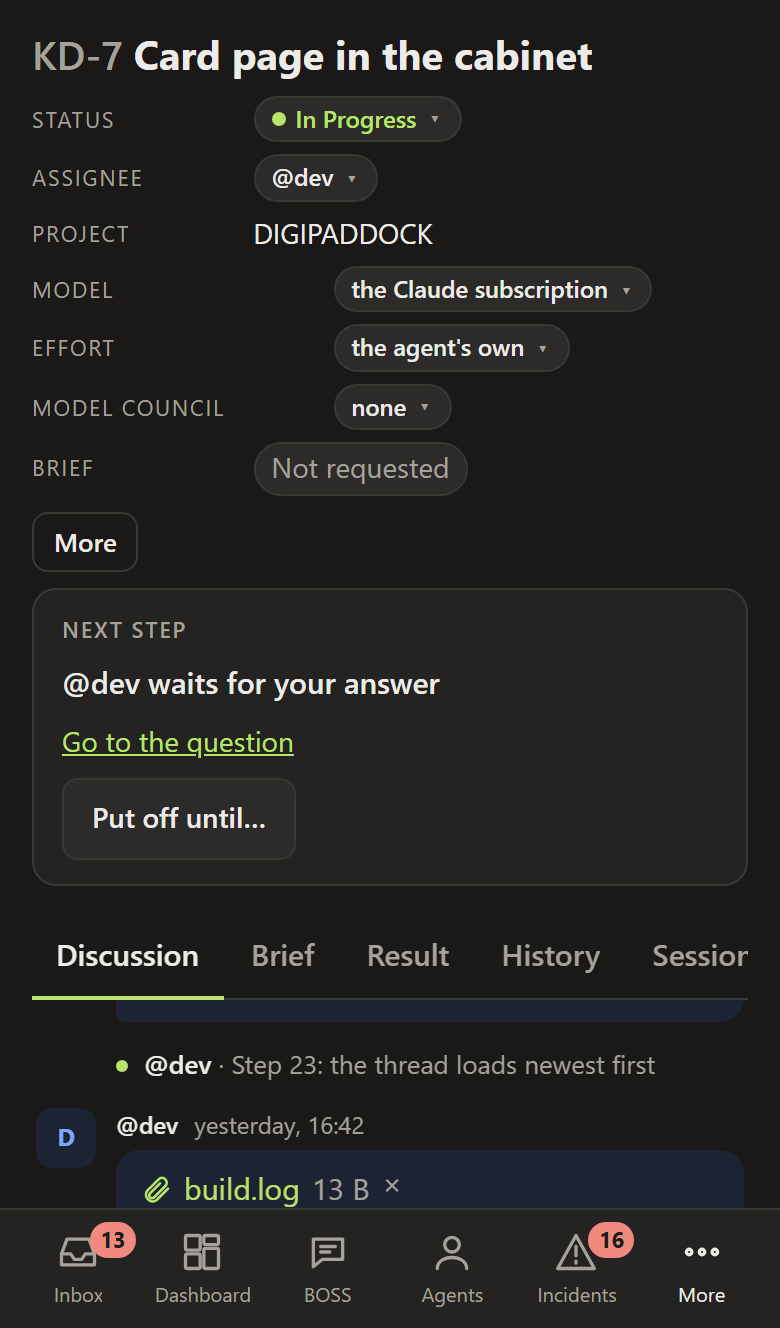 KD-7 Card page in the cabinet
STATUS In Progress
ASSIGNEE @dev
PROJECT DIGIPADDOCK
MODEL the Claude subscription
EFFORT the agent's own
MODEL COUNCIL none
BRIEF Not requested
More
NEXT STEP
@dev waits for your answer
Go to the question
Put off until...
Discussion Brief Result History Session
@dev · Step 23: the thread loads newest first
D @dev yesterday, 16:42
build.log 13 B ×
13 16
Inbox Dashboard BOSS Agents Incidents More